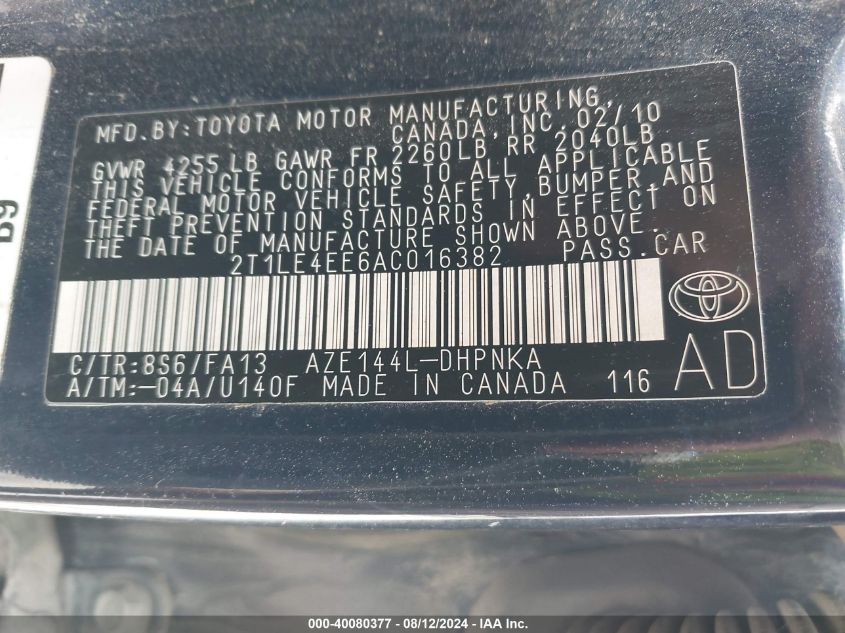 MFD.BY:TOYOTA MOTOR MANUFACTURING,
CANADA,INC.02/10
GVWR 4255 LB GAWR FR 2260LB RR 2040LB
THIS VEHICLE CONFORMS TO ALL APPLICABLE
FEDERAL MOTOR VEHICLE SAFETY,BUMPER,AND
THEFT PREVENTION STANDARDS IN EFFECT ON
THE DATE OF MANUFACTURE SHOWN ABOVE.
2T1LE4EE6AC016382 PASS.CAR
C/TR:8S6/FA13 AZE144L-DHPNKA
A/TM:-04A/U140F MADE IN CANADA 116
AD
000-40080377 - 08/12/2024 - COPYRIGHT IAA, Inc.